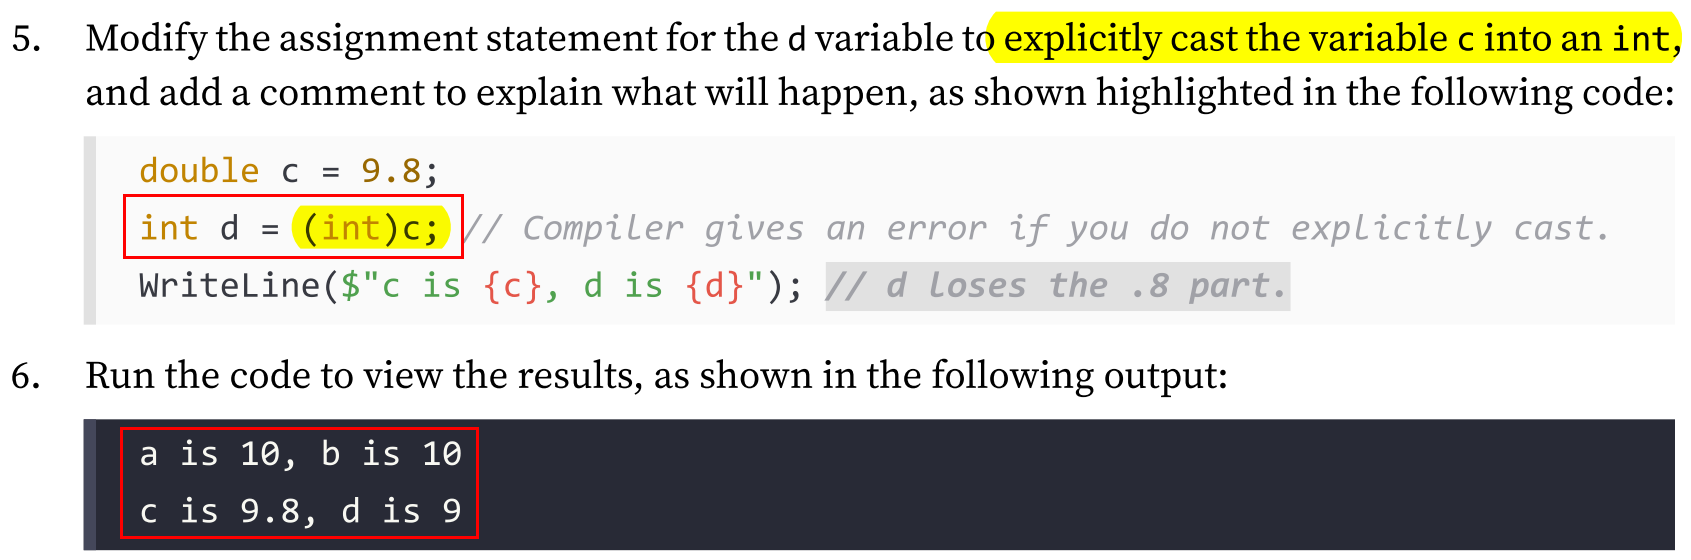 5. Modify the assignment statement for the d variable to explicitly cast the variable c into an int,
and add a comment to explain what will happen, as shown highlighted in the following code:
double c = 9.8;
int d = (int)c; // Compiler gives an error if you do not explicitly cast.
WriteLine($"c is {c}, d is {d}"); // d loses the .8 part.
6. Run the code to view the results, as shown in the following output:
a is 10, b is 10
c is 9.8, d is 9